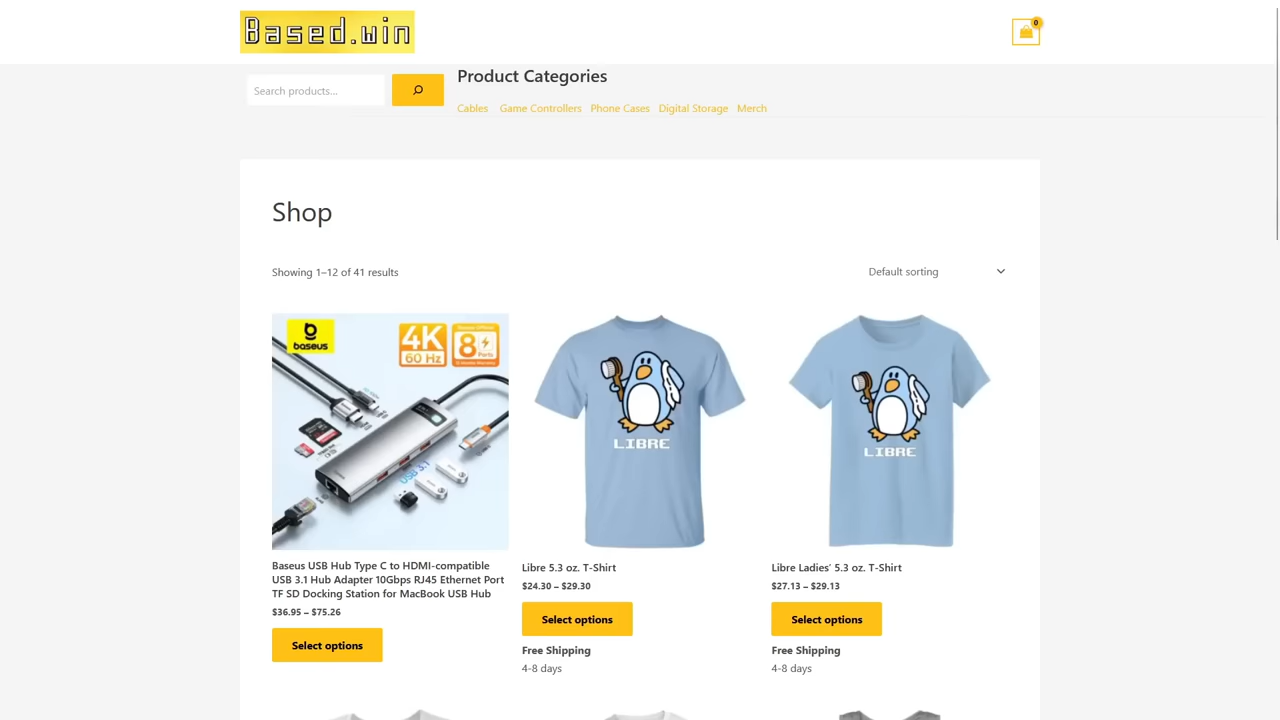 Based.win
0
Search products...
Product Categories
Cables Game Controllers Phone Cases Digital Storage Merch
Shop
Showing 1–12 of 41 results
Default sorting
baseus
4K
60 Hz
8
Ports
USB 3.1
LIBRE
LIBRE
Baseus USB Hub Type C to HDMI-compatible
USB 3.1 Hub Adapter 10Gbps RJ45 Ethernet Port
TF SD Docking Station for MacBook USB Hub
$36.95 – $75.26
Select options
Libre 5.3 oz. T-Shirt
$24.30 – $29.30
Select options
Free Shipping
4-8 days
Libre Ladies’ 5.3 oz. T-Shirt
$27.13 – $29.13
Select options
Free Shipping
4-8 days